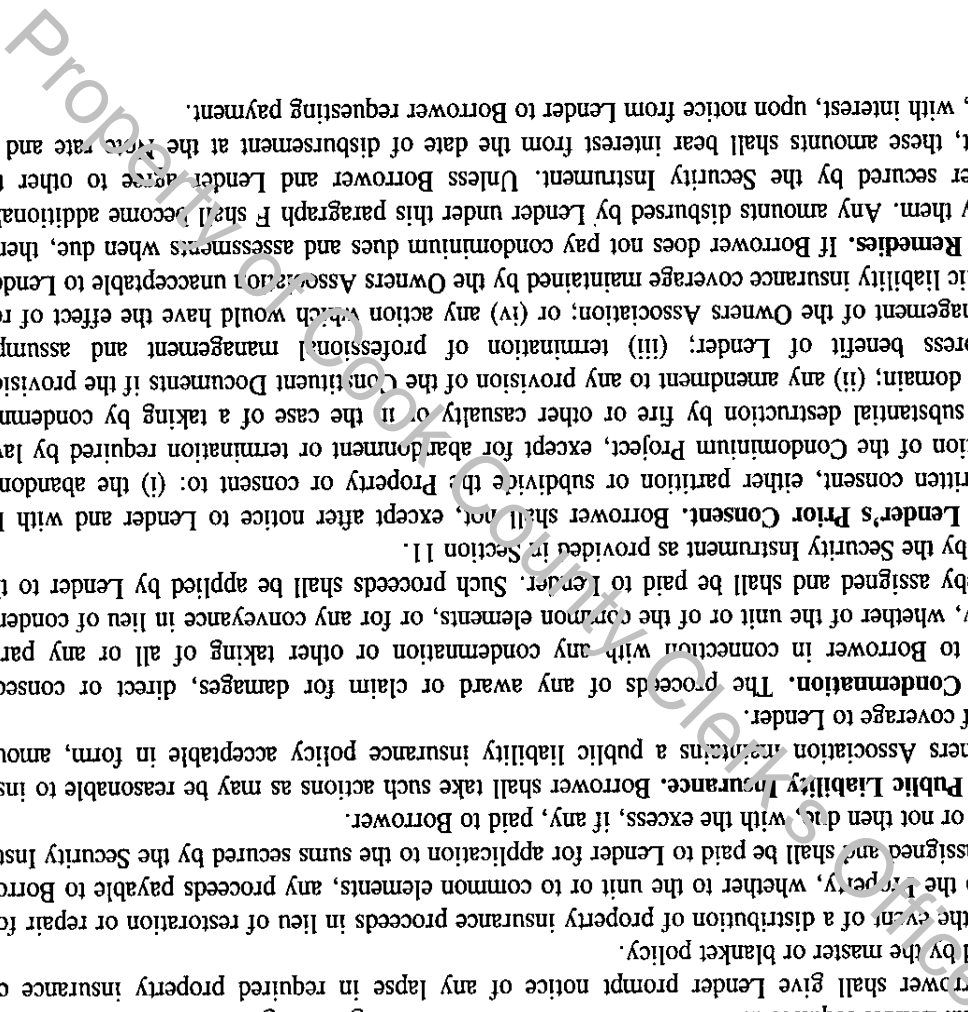 rrower shall give Lender prompt notice of any lapse in required property insurance c
d by the master or blanket policy.
the event of a distribution of property insurance proceeds in lieu of restoration or repair fo
o the Property, whether to the unit or to common elements, any proceeds payable to Borro
assigned and shall be paid to Lender for application to the sums secured by the Security Inst
or not then due, with the excess, if any, paid to Borrower.
Public Liability Insurance. Borrower shall take such actions as may be reasonable to ins
ners Association maintains a public liability insurance policy acceptable in form, amou
f coverage to Lender.
Condemnation. The proceeds of any award or claim for damages, direct or conseq
to Borrower in connection with any condemnation or other taking of all or any par
y, whether of the unit or of the common elements, or for any conveyance in lieu of condem
by assigned and shall be paid to Lender. Such proceeds shall be applied by Lender to t
by the Security Instrument as provided in Section 11.
Lender's Prior Consent. Borrower shall not, except after notice to Lender and with L
ritten consent, either partition or subdivide the Property or consent to: (i) the abandon
tion of the Condominium Project, except for abandonment or termination required by la
substantial destruction by fire or other casualty or in the case of a taking by condemn
domain; (ii) any amendment to any provision of the Constituent Documents if the provisi
press benefit of Lender; (iii) termination of professional management and assump
nagement of the Owners Association; or (iv) any action which would have the effect of re
lic liability insurance coverage maintained by the Owners Association unacceptable to Lend
Remedies. If Borrower does not pay condominium dues and assessments when due, then
y them. Any amounts disbursed by Lender under this paragraph F shall become additional
er secured by the Security Instrument. Unless Borrower and Lender agree to other t
t, these amounts shall bear interest from the date of disbursement at the Note rate and
, with interest, upon notice from Lender to Borrower requesting payment.
Property of Cook County Clerk's Office